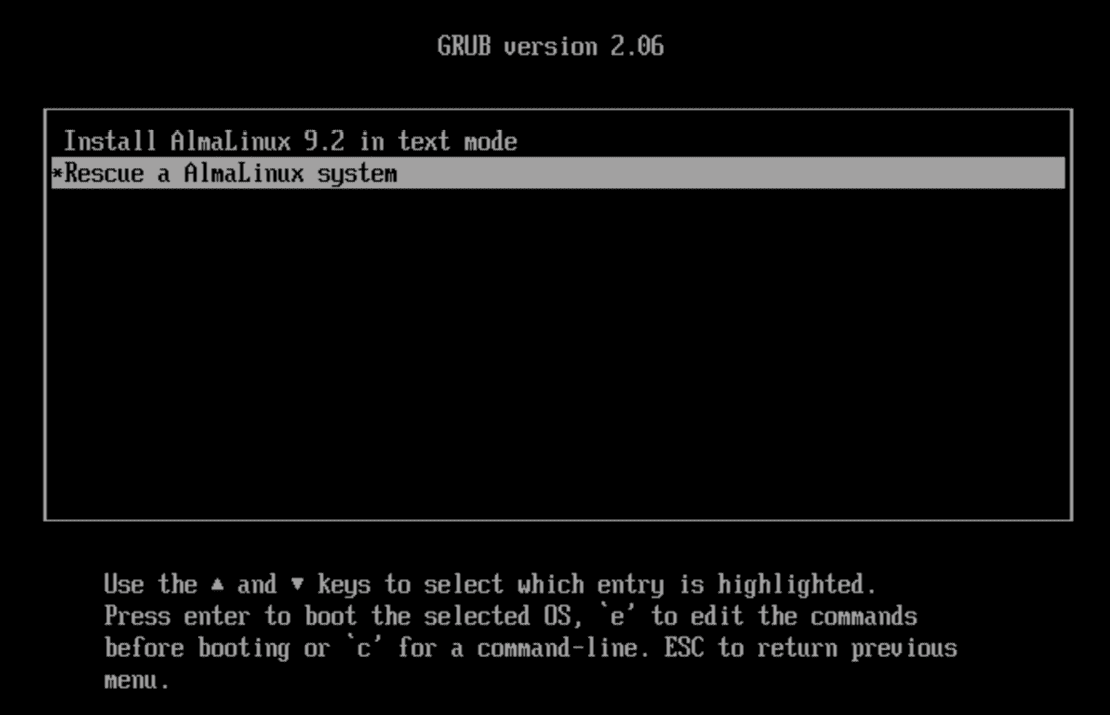 GRUB version 2.06
Install AlmaLinux 9.2 in text mode
*Rescue a AlmaLinux system
Use the ▲ and ▼ keys to select which entry is highlighted.
Press enter to boot the selected OS, `e' to edit the commands
before booting or `c' for a command-line. ESC to return previous
menu.